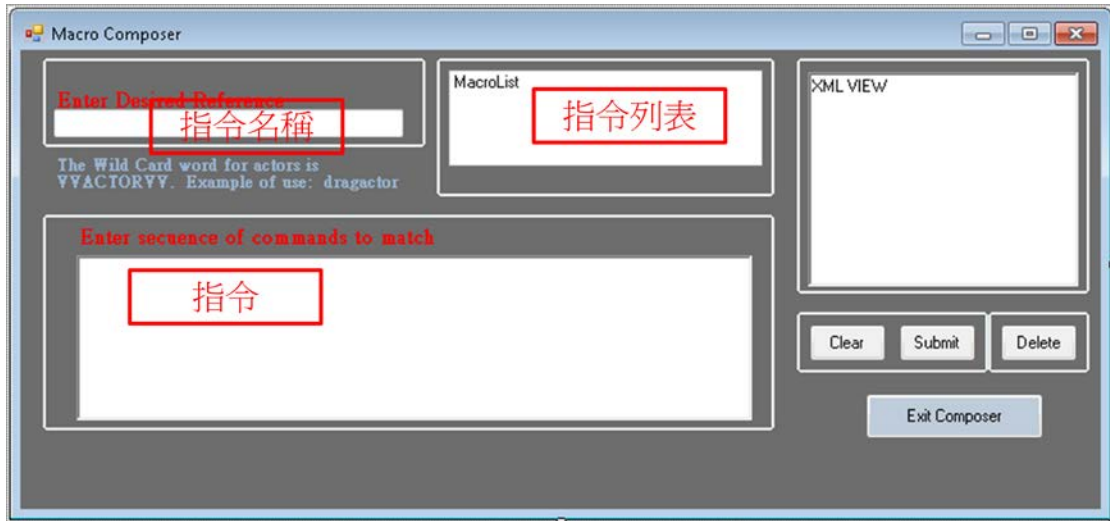 Macro Composer
Enter Desired Reference
指令名稱
The Wild Card word for actors is
¥¥ACTOR¥¥. Example of use: dragactor
MacroList
指令列表
XML VIEW
Enter secuence of commands to match
指令
Clear
Submit
Delete
Exit Composer